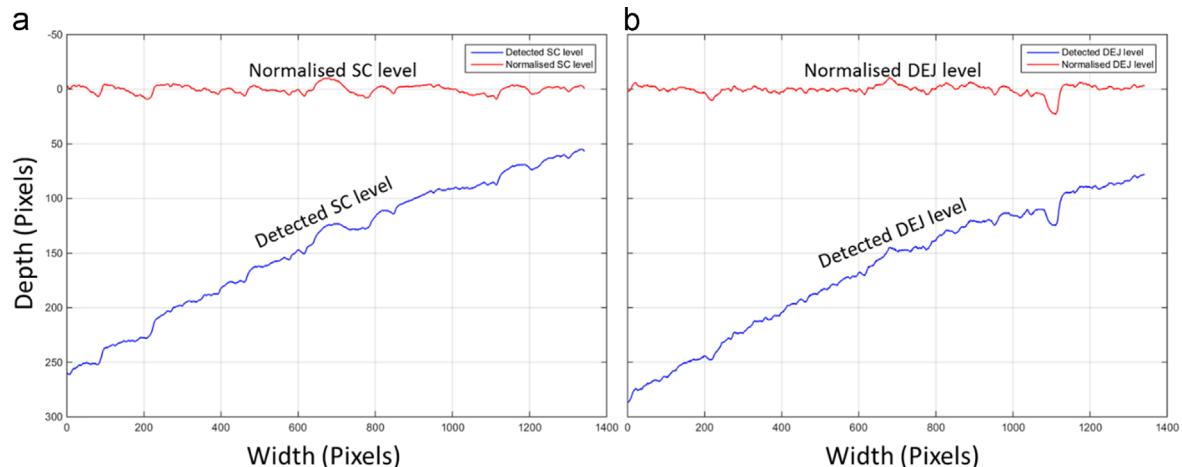 a
b
-50
0
50
100
150
200
250
300
Depth (Pixels)
Detected SC level
Normalised SC level
Normalised SC level
Detected SC level
0 200 400 600 800 1000 1200 1400
Width (Pixels)
Detected DEJ level
Normalised DEJ level
Normalised DEJ level
Detected DEJ level
0 200 400 600 800 1000 1200 1400
Width (Pixels)